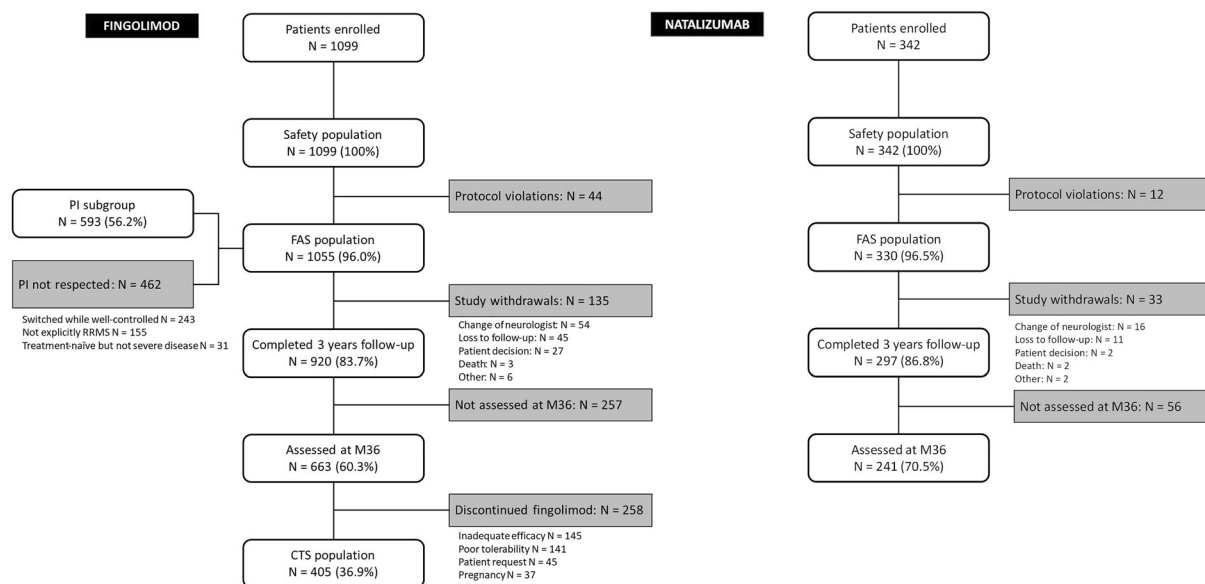 FINGOLIMOD
Patients enrolled
N = 1099
Safety population
N = 1099 (100%)
Protocol violations: N = 44
PI subgroup
N = 593 (56.2%)
FAS population
N = 1055 (96.0%)
PI not respected: N = 462
Switched while well-controlled N = 243
Not explicitly RRMS N = 155
Treatment-naïve but not severe disease N = 31
Study withdrawals: N = 135
Change of neurologist: N = 54
Loss to follow-up: N = 45
Patient decision: N = 27
Death: N = 3
Other: N = 6
Completed 3 years follow-up
N = 920 (83.7%)
Not assessed at M36: N = 257
Assessed at M36
N = 663 (60.3%)
Discontinued fingolimod: N = 258
Inadequate efficacy N = 145
Poor tolerability N = 141
Patient request N = 45
Pregnancy N = 37
CTS population
N = 405 (36.9%)
NATALIZUMAB
Patients enrolled
N = 342
Safety population
N = 342 (100%)
Protocol violations: N = 12
FAS population
N = 330 (96.5%)
Study withdrawals: N = 33
Change of neurologist: N = 16
Loss to follow-up: N = 11
Patient decision: N = 2
Death: N = 2
Other: N = 2
Completed 3 years follow-up
N = 297 (86.8%)
Not assessed at M36: N = 56
Assessed at M36
N = 241 (70.5%)